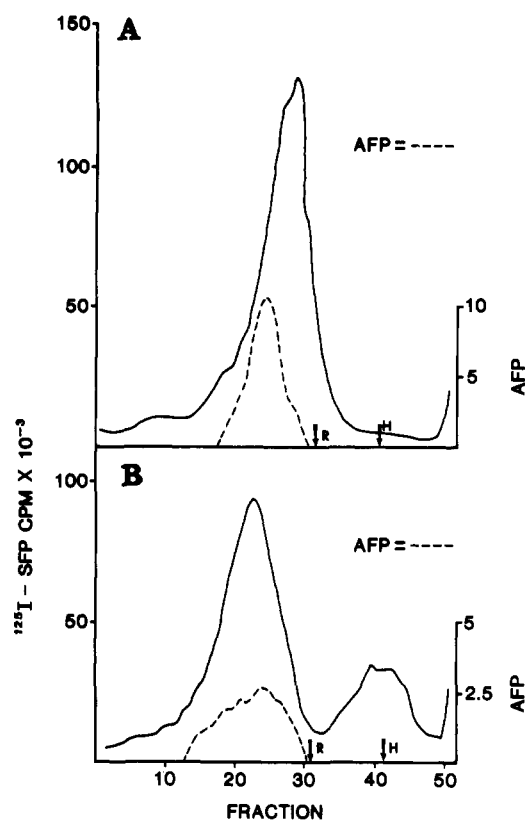 A
150
100
50
AFP = ----
10
5
AFP
R
H
B
100
50
AFP = ----
5
2.5
AFP
R
H
¹²⁵I – SFP CPM X 10⁻³
10 20 30 40 50
FRACTION